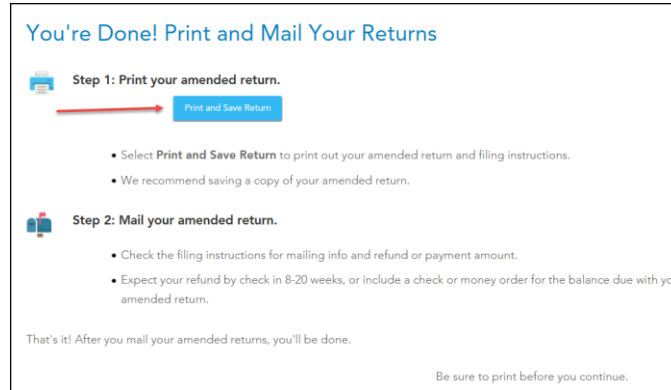 You're Done! Print and Mail Your Returns
Step 1: Print your amended return.
Print and Save Return
• Select Print and Save Return to print out your amended return and filing instructions.
• We recommend saving a copy of your amended return.
Step 2: Mail your amended return.
• Check the filing instructions for mailing info and refund or payment amount.
• Expect your refund by check in 8-20 weeks, or include a check or money order for the balance due with
amended return.
That's it! After you mail your amended returns, you'll be done.
Be sure to print before you continue.